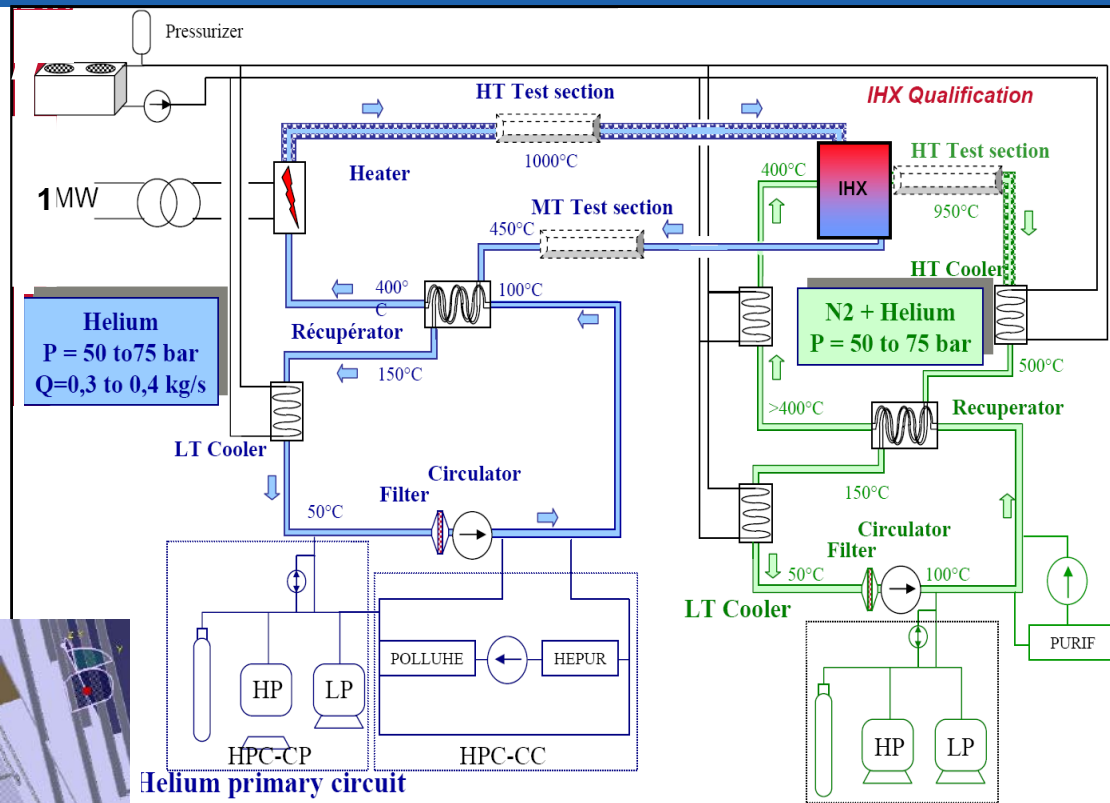 Pressurizer
HT Test section
IHX Qualification
1000°C
HT Test section
Heater
400°C
IHX
1MW
MT Test section
950°C
450°C
HT Cooler
400°
C
100°C
Helium
P = 50 to75 bar
Q=0,3 to 0,4 kg/s
N2 + Helium
P = 50 to 75 bar
Récupérator
150°C
500°C
>400°C
Recuperator
LT Cooler
Circulator
Filter
50°C
150°C
Circulator
Filter
50°C
100°C
LT Cooler
POLLUHE
HEPUR
PURIF
HP
LP
HP
LP
HPC-CP
HPC-CC
Helium primary circuit
Z
Y